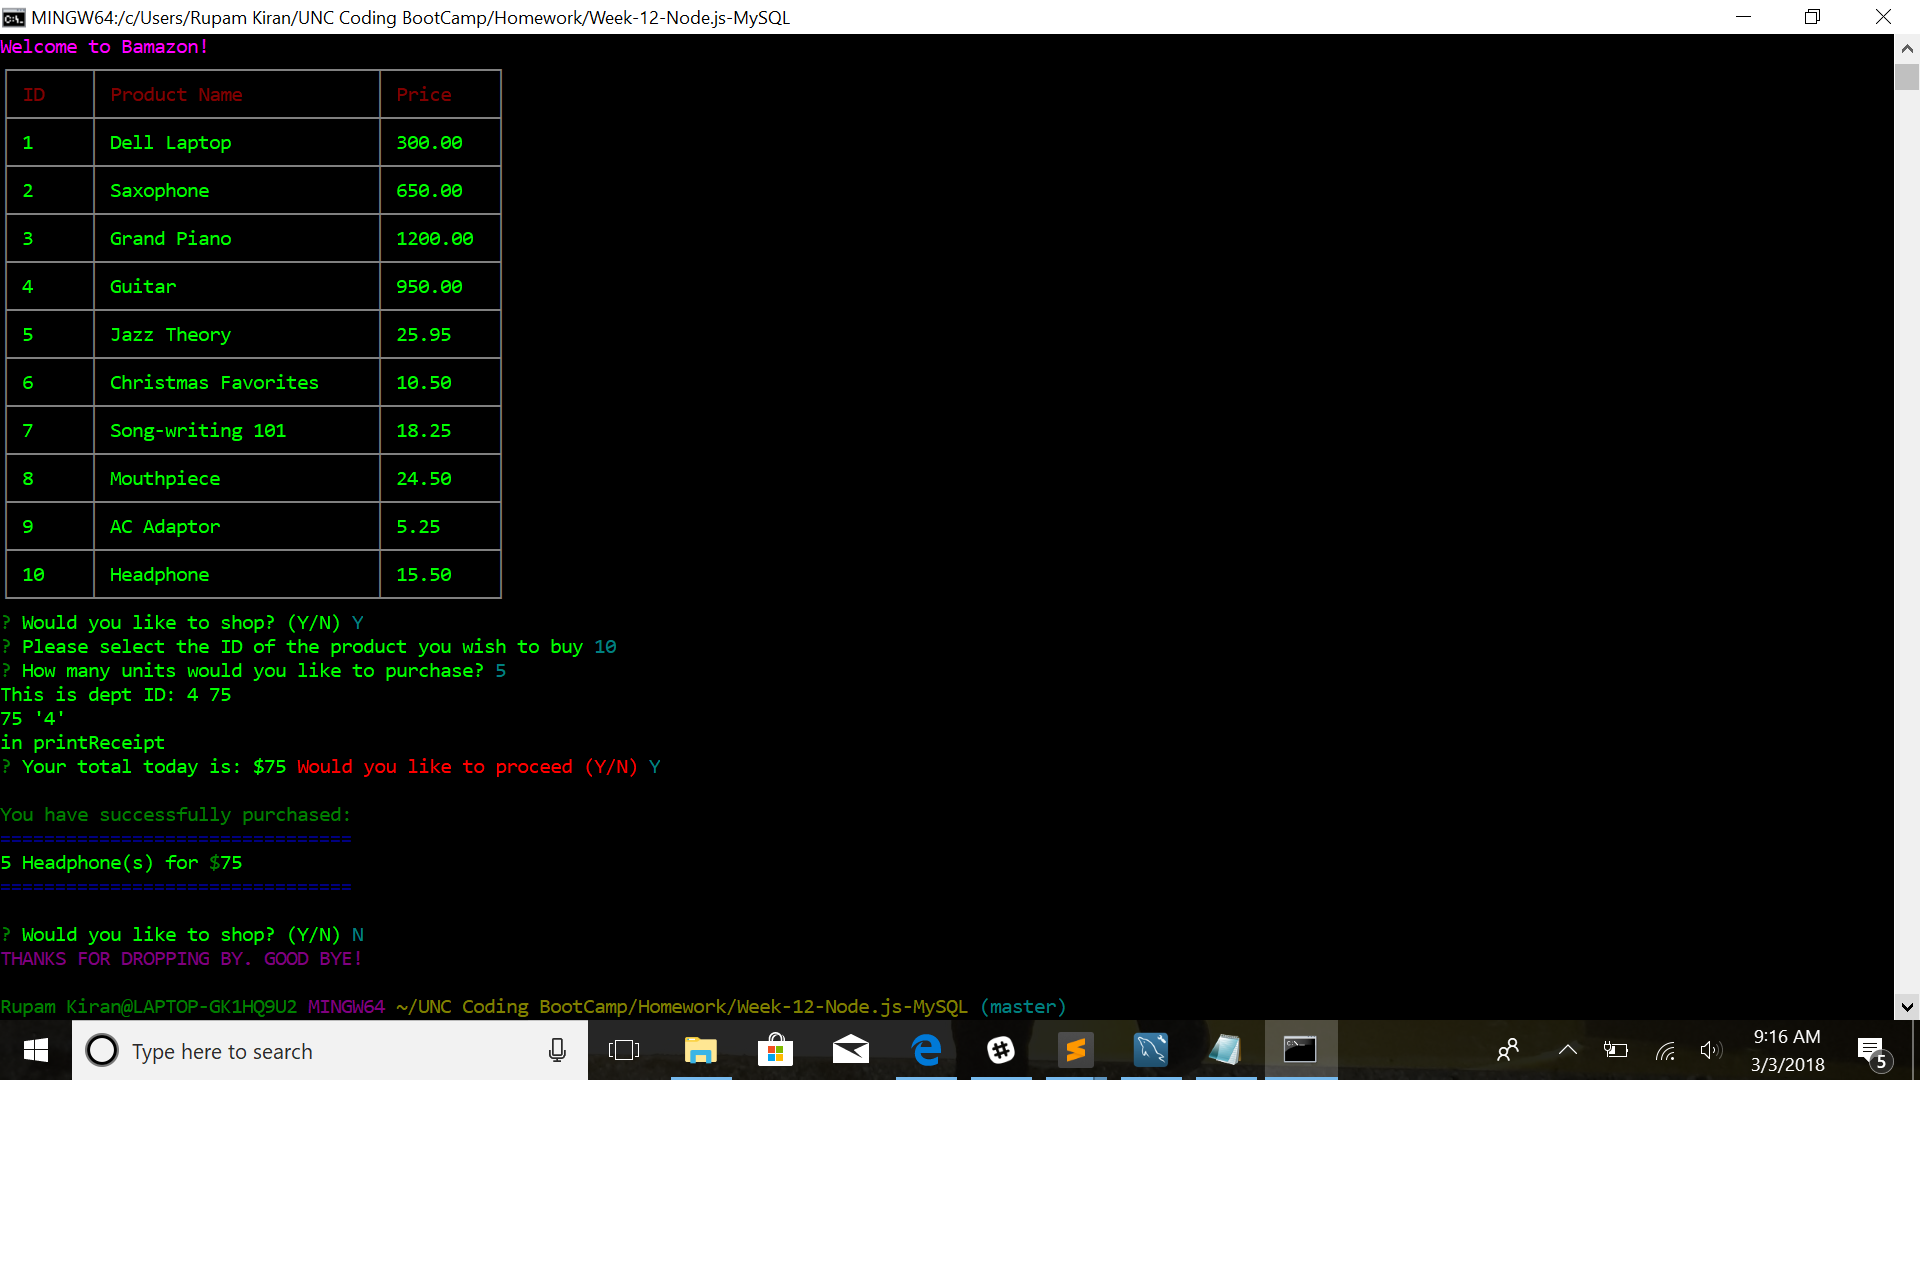 MINGW64:/c/Users/Rupam Kiran/UNC Coding BootCamp/Homework/Week-12-Node.js-MySQL
Welcome to Bamazon!
ID Product Name Price
1 Dell Laptop 300.00
2 Saxophone 650.00
3 Grand Piano 1200.00
4 Guitar 950.00
5 Jazz Theory 25.95
6 Christmas Favorites 10.50
7 Song-writing 101 18.25
8 Mouthpiece 24.50
9 AC Adaptor 5.25
10 Headphone 15.50
? Would you like to shop? (Y/N) Y
? Please select the ID of the product you wish to buy 10
? How many units would you like to purchase? 5
This is dept ID: 4 75
75 '4'
in printReceipt
? Your total today is: $75 Would you like to proceed (Y/N) Y
You have successfully purchased:
================================
5 Headphone(s) for $75
================================
? Would you like to shop? (Y/N) N
THANKS FOR DROPPING BY. GOOD BYE!
Rupam Kiran@LAPTOP-GK1HQ9U2 MINGW64 ~/UNC Coding BootCamp/Homework/Week-12-Node.js-MySQL (master)
Type here to search
9:16 AM
3/3/2018
5